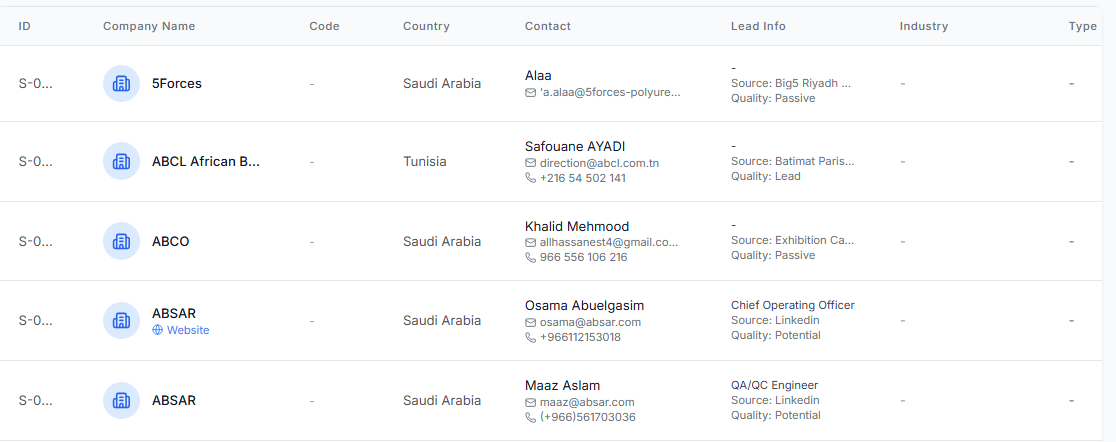 ID Company Name Code Country Contact Lead Info Industry Type
S-0... 5Forces - Saudi Arabia Alaa - - -
'a.alaa@5forces-polyure... Source: Big5 Riyadh ...
Quality: Passive
S-0... ABCL African B... - Tunisia Safouane AYADI - - -
direction@abcl.com.tn Source: Batimat Paris...
+216 54 502 141 Quality: Lead
S-0... ABCO - Saudi Arabia Khalid Mehmood - - -
allhassanest4@gmail.co... Source: Exhibition Ca...
966 556 106 216 Quality: Passive
S-0... ABSAR - Saudi Arabia Osama Abuelgasim Chief Operating Officer - -
Website osama@absar.com Source: Linkedin
+966112153018 Quality: Potential
S-0... ABSAR - Saudi Arabia Maaz Aslam QA/QC Engineer - -
maaz@absar.com Source: Linkedin
(+966)561703036 Quality: Potential